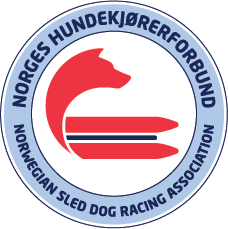 NORGES HUNDEKJØRERFORBUND
NORWEGIAN SLED DOG RACING ASSOCIATION